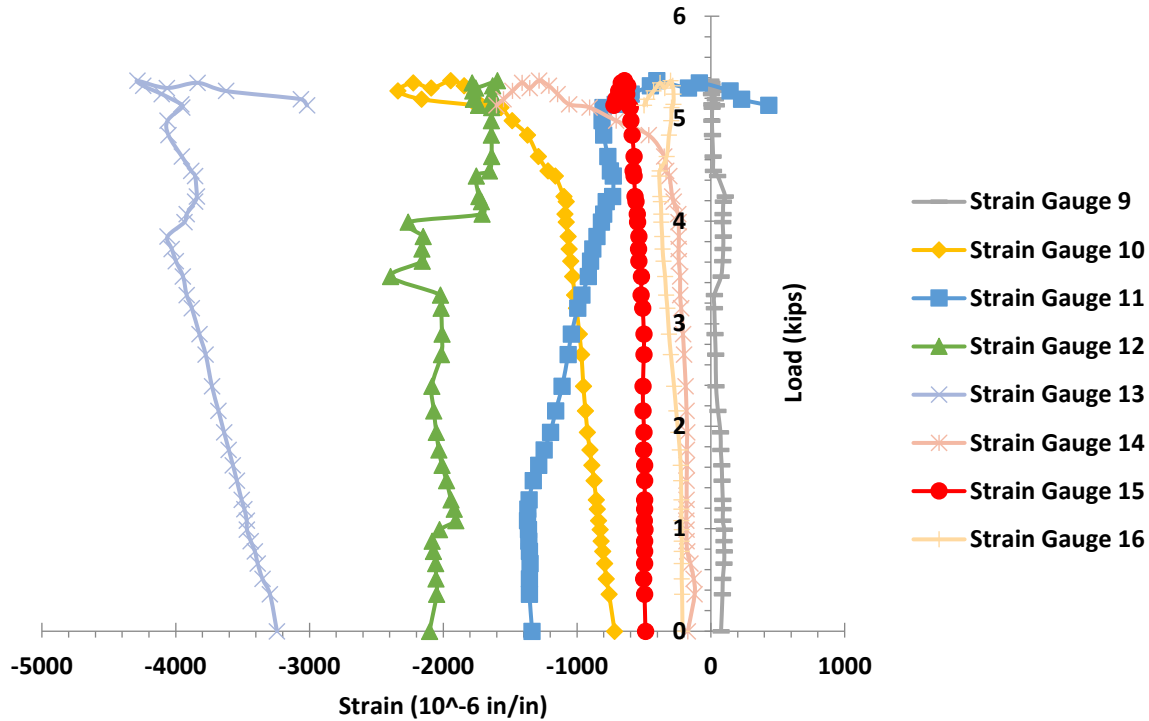 6
5
4
3
2
1
0
Load (kips)
-5000 -4000 -3000 -2000 -1000 0 1000
Strain (10^-6 in/in)
Strain Gauge 9
Strain Gauge 10
Strain Gauge 11
Strain Gauge 12
Strain Gauge 13
Strain Gauge 14
Strain Gauge 15
Strain Gauge 16